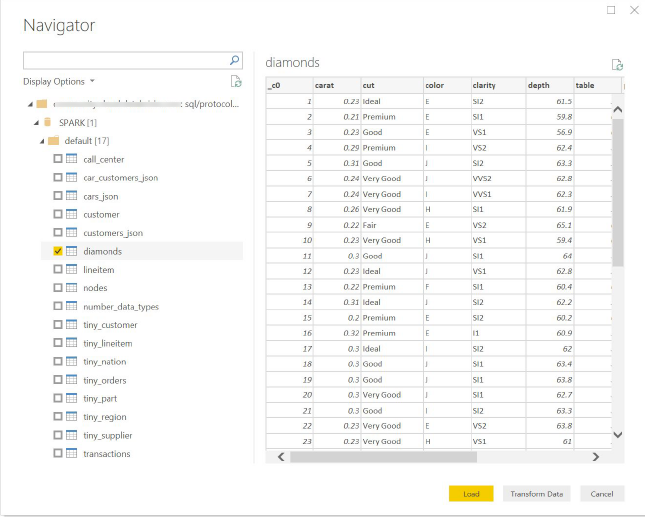 Navigator
Display Options
: sql/protocol...
SPARK [1]
default [17]
call_center
car_customers_json
cars_json
customer
customers_json
diamonds
lineitem
nodes
number_data_types
tiny_customer
tiny_lineitem
tiny_nation
tiny_orders
tiny_part
tiny_region
tiny_supplier
transactions
diamonds
_c0 carat cut color clarity depth table
1 0.23 Ideal E SI2 61.5
2 0.21 Premium E SI1 59.8
3 0.23 Good E VS1 56.9
4 0.29 Premium I VS2 62.4
5 0.31 Good J SI2 63.3
6 0.24 Very Good J VVS2 62.8
7 0.24 Very Good I VVS1 62.3
8 0.26 Very Good H SI1 61.9
9 0.22 Fair E VS2 65.1
10 0.23 Very Good H VS1 59.4
11 0.3 Good J SI1 64
12 0.23 Ideal J VS1 62.8
13 0.22 Premium F SI1 60.4
14 0.31 Ideal J SI2 62.2
15 0.2 Premium E SI2 60.2
16 0.32 Premium E I1 60.9
17 0.3 Ideal I SI2 62
18 0.3 Good J SI1 63.4
19 0.3 Good J SI1 63.8
20 0.3 Very Good J SI1 62.7
21 0.3 Good I SI2 63.3
22 0.23 Very Good E VS2 63.8
23 0.23 Very Good H VS1 61
Load Transform Data Cancel